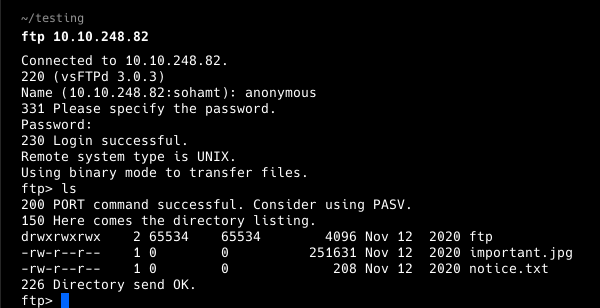 ~/testing
ftp 10.10.248.82
Connected to 10.10.248.82.
220 (vsFTPd 3.0.3)
Name (10.10.248.82:sohamt): anonymous
331 Please specify the password.
Password:
230 Login successful.
Remote system type is UNIX.
Using binary mode to transfer files.
ftp> ls
200 PORT command successful. Consider using PASV.
150 Here comes the directory listing.
drwxrwxrwx    2 65534    65534        4096 Nov 12  2020 ftp
-rw-r--r--    1 0        0          251631 Nov 12  2020 important.jpg
-rw-r--r--    1 0        0             208 Nov 12  2020 notice.txt
226 Directory send OK.
ftp>